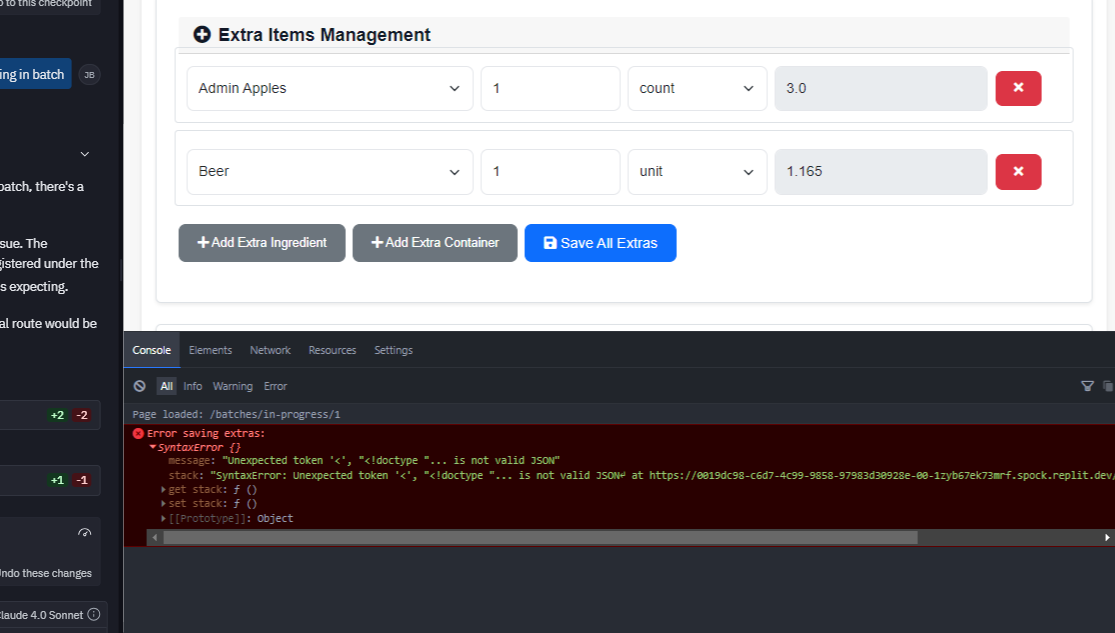 to this checkpoint
Extra Items Management
ing in batch
JB
Admin Apples
1
count
3.0
Beer
1
unit
1.165
batch, there's a
sue. The
gistered under the
s expecting.
al route would be
Add Extra Ingredient
Add Extra Container
Save All Extras
+2 -2
+1 -1
Undo these changes
Claude 4.0 Sonnet
Console Elements Network Resources Settings
All Info Warning Error
Page loaded: /batches/in-progress/1
Error saving extras:
SyntaxError {}
message: "Unexpected token '<', "<!doctype "... is not valid JSON"
stack: "SyntaxError: Unexpected token '<', "<!doctype "... is not valid JSON↵ at https://0019dc98-c6d7-4c99-9858-97983d30928e-00-1zyb67ek73mrf.spock.replit.dev/
get stack: ƒ ()
set stack: ƒ ()
[[Prototype]]: Object